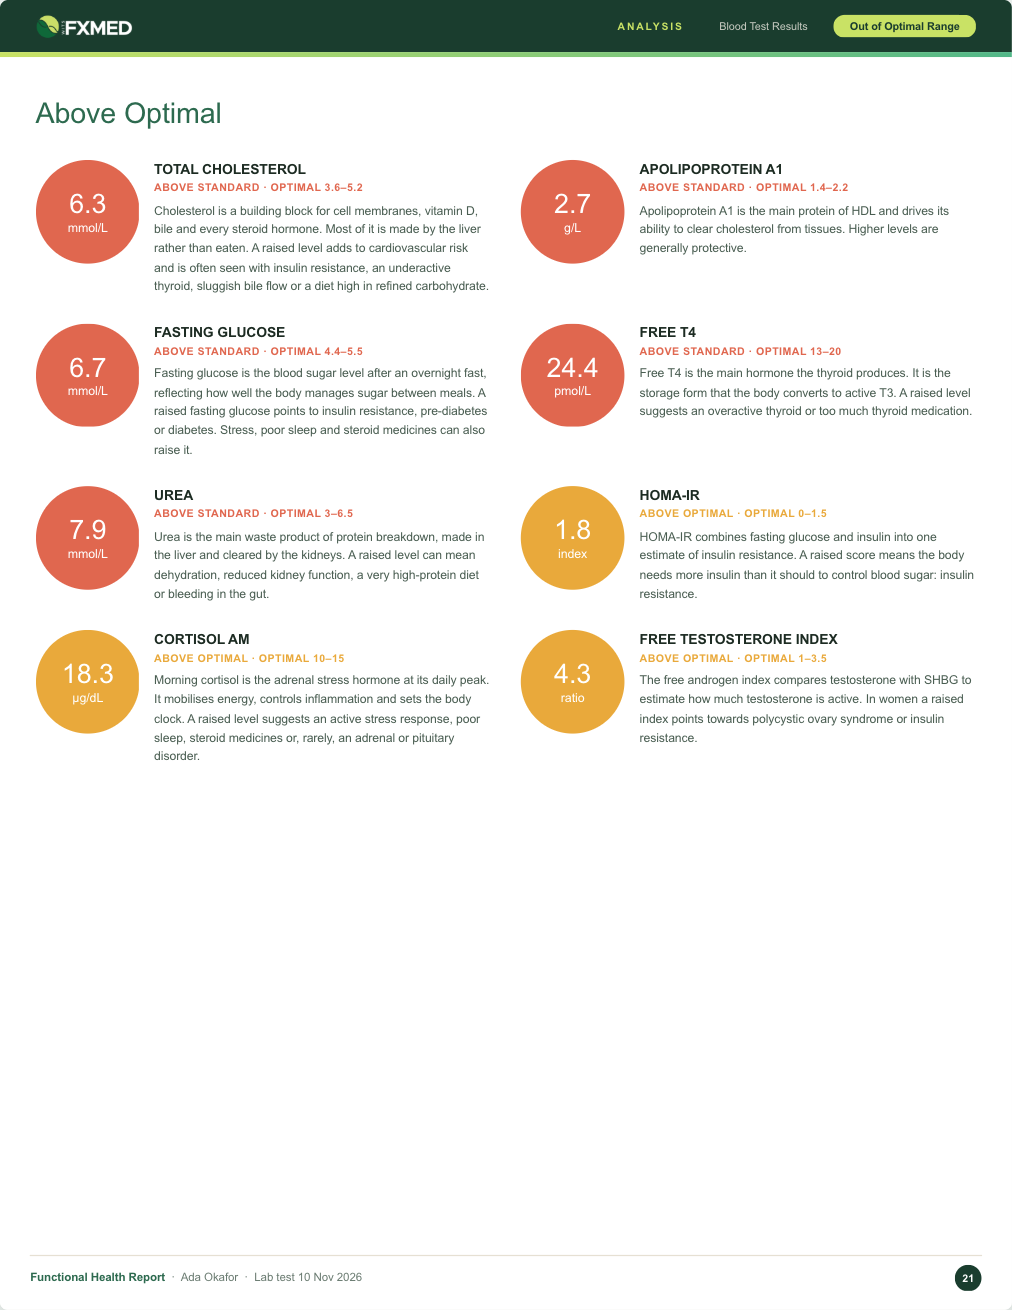 FXMED
ANALYSIS
Blood Test Results
Out of Optimal Range
Above Optimal
6.3
mmol/L
TOTAL CHOLESTEROL
ABOVE STANDARD · OPTIMAL 3.6–5.2
Cholesterol is a building block for cell membranes, vitamin D,
bile and every steroid hormone. Most of it is made by the liver
rather than eaten. A raised level adds to cardiovascular risk
and is often seen with insulin resistance, an underactive
thyroid, sluggish bile flow or a diet high in refined carbohydrate.
2.7
g/L
APOLIPOPROTEIN A1
ABOVE STANDARD · OPTIMAL 1.4–2.2
Apolipoprotein A1 is the main protein of HDL and drives its
ability to clear cholesterol from tissues. Higher levels are
generally protective.
6.7
mmol/L
FASTING GLUCOSE
ABOVE STANDARD · OPTIMAL 4.4–5.5
Fasting glucose is the blood sugar level after an overnight fast,
reflecting how well the body manages sugar between meals. A
raised fasting glucose points to insulin resistance, pre-diabetes
or diabetes. Stress, poor sleep and steroid medicines can also
raise it.
24.4
pmol/L
FREE T4
ABOVE STANDARD · OPTIMAL 13–20
Free T4 is the main hormone the thyroid produces. It is the
storage form that the body converts to active T3. A raised level
suggests an overactive thyroid or too much thyroid medication.
7.9
mmol/L
UREA
ABOVE STANDARD · OPTIMAL 3–6.5
Urea is the main waste product of protein breakdown, made in
the liver and cleared by the kidneys. A raised level can mean
dehydration, reduced kidney function, a very high-protein diet
or bleeding in the gut.
1.8
index
HOMA-IR
ABOVE OPTIMAL · OPTIMAL 0–1.5
HOMA-IR combines fasting glucose and insulin into one
estimate of insulin resistance. A raised score means the body
needs more insulin than it should to control blood sugar: insulin
resistance.
18.3
µg/dL
CORTISOL AM
ABOVE OPTIMAL · OPTIMAL 10–15
Morning cortisol is the adrenal stress hormone at its daily peak.
It mobilises energy, controls inflammation and sets the body
clock. A raised level suggests an active stress response, poor
sleep, steroid medicines or, rarely, an adrenal or pituitary
disorder.
4.3
ratio
FREE TESTOSTERONE INDEX
ABOVE OPTIMAL · OPTIMAL 1–3.5
The free androgen index compares testosterone with SHBG to
estimate how much testosterone is active. In women a raised
index points towards polycystic ovary syndrome or insulin
resistance.
Functional Health Report · Ada Okafor · Lab test 10 Nov 2026
21